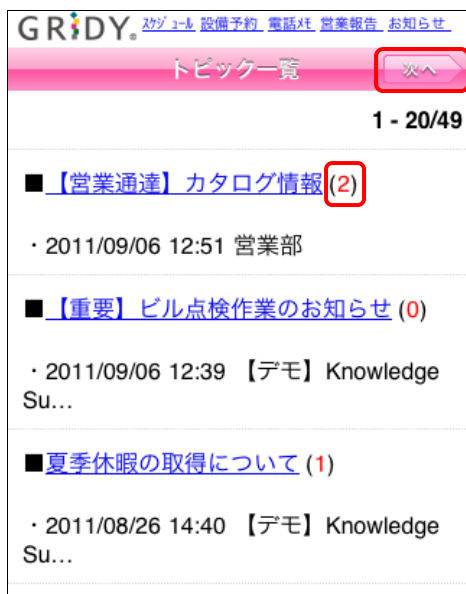 GRiDY. ｽｹｼﾞｭｰﾙ 設備予約 電話ﾒﾓ 営業報告 お知らせ
トピック一覧 次へ
1 - 20/49
■【営業通達】カタログ情報 (2)
・2011/09/06 12:51 営業部
■【重要】ビル点検作業のお知らせ (0)
・2011/09/06 12:39 【デモ】Knowledge
Su...
■夏季休暇の取得について (1)
・2011/08/26 14:40 【デモ】Knowledge
Su...